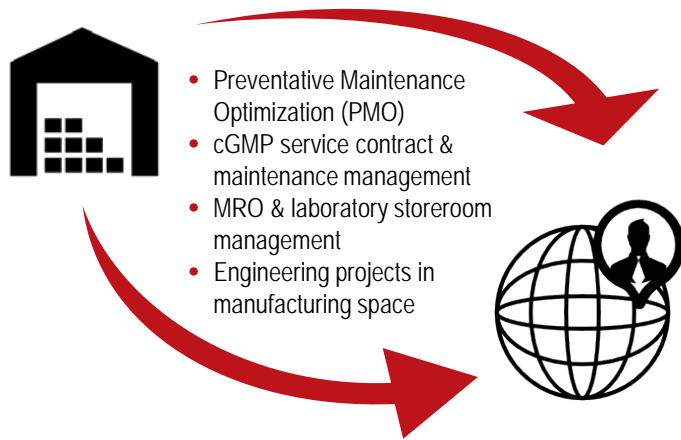 • Preventative Maintenance
Optimization (PMO)
• cGMP service contract &
maintenance management
• MRO & laboratory storeroom
management
• Engineering projects in
manufacturing space